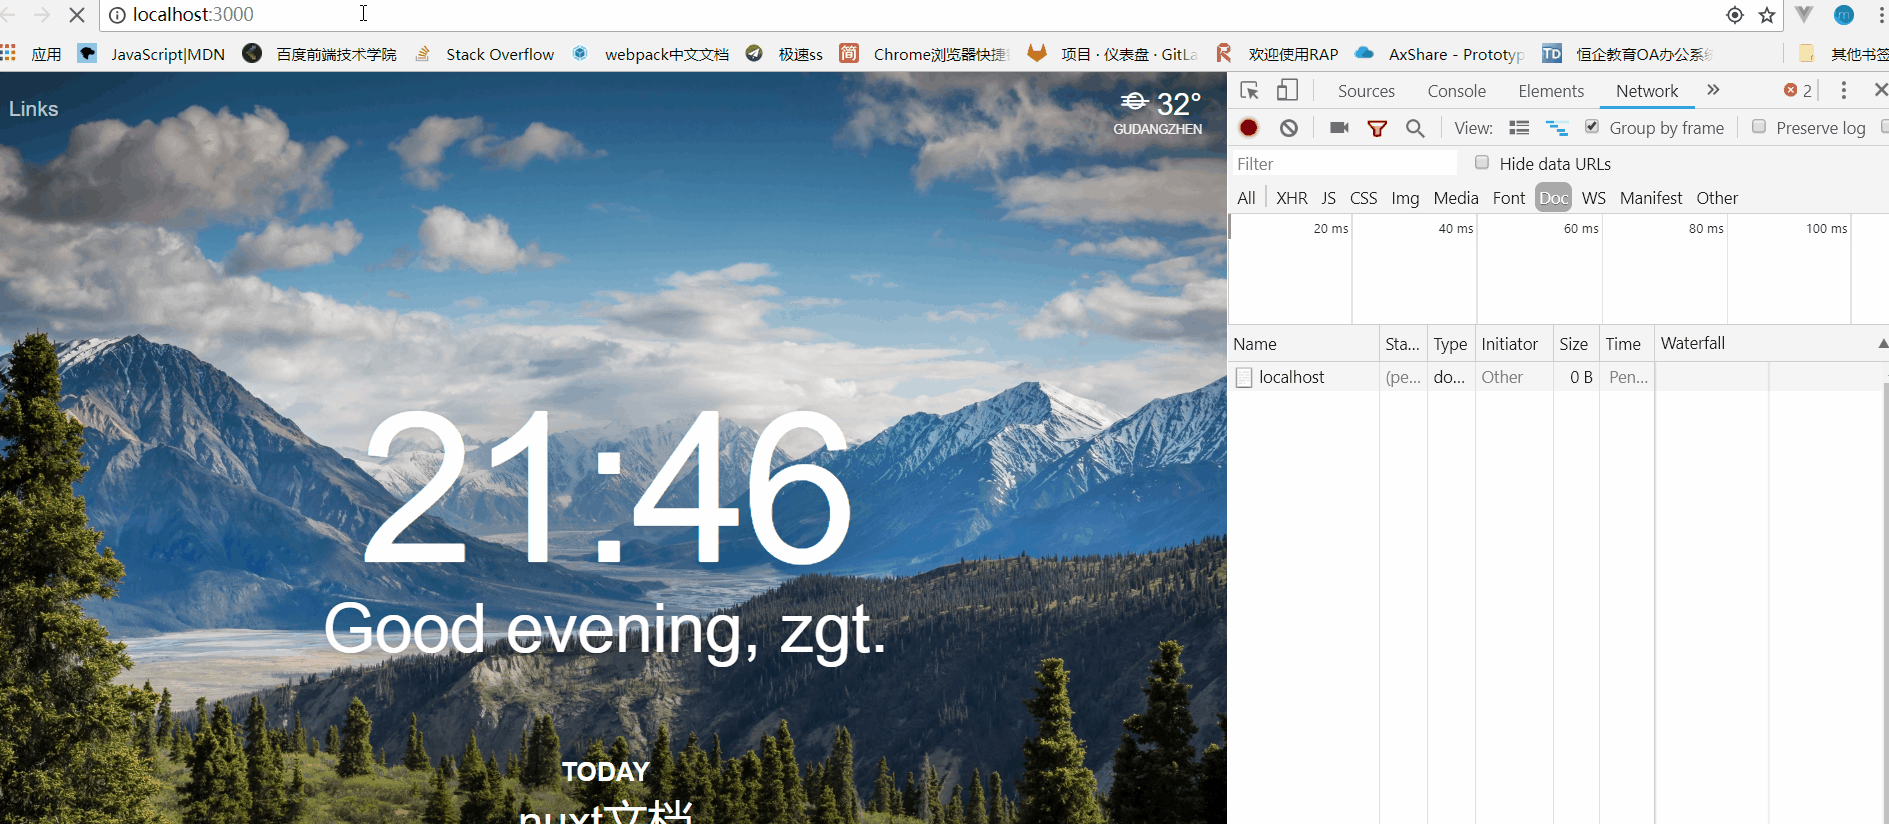 localhost:3000
应用 JavaScript|MDN 百度前端技术学院 Stack Overflow webpack中文文档 极速ss 简 Chrome浏览器快捷 项目 · 仪表盘 · GitLa 欢迎使用RAP AxShare - Prototyp TD 恒企教育OA办公系 其他书签
Links
32°
GUDANGZHEN
21:46
Good evening, zgt.
TODAY
nuxt文档
Sources Console Elements Network » 2
View: Group by frame Preserve log
Filter Hide data URLs
All XHR JS CSS Img Media Font Doc WS Manifest Other
20 ms 40 ms 60 ms 80 ms 100 ms
Name Sta... Type Initiator Size Time Waterfall
localhost (pe... do... Other 0 B Pen...